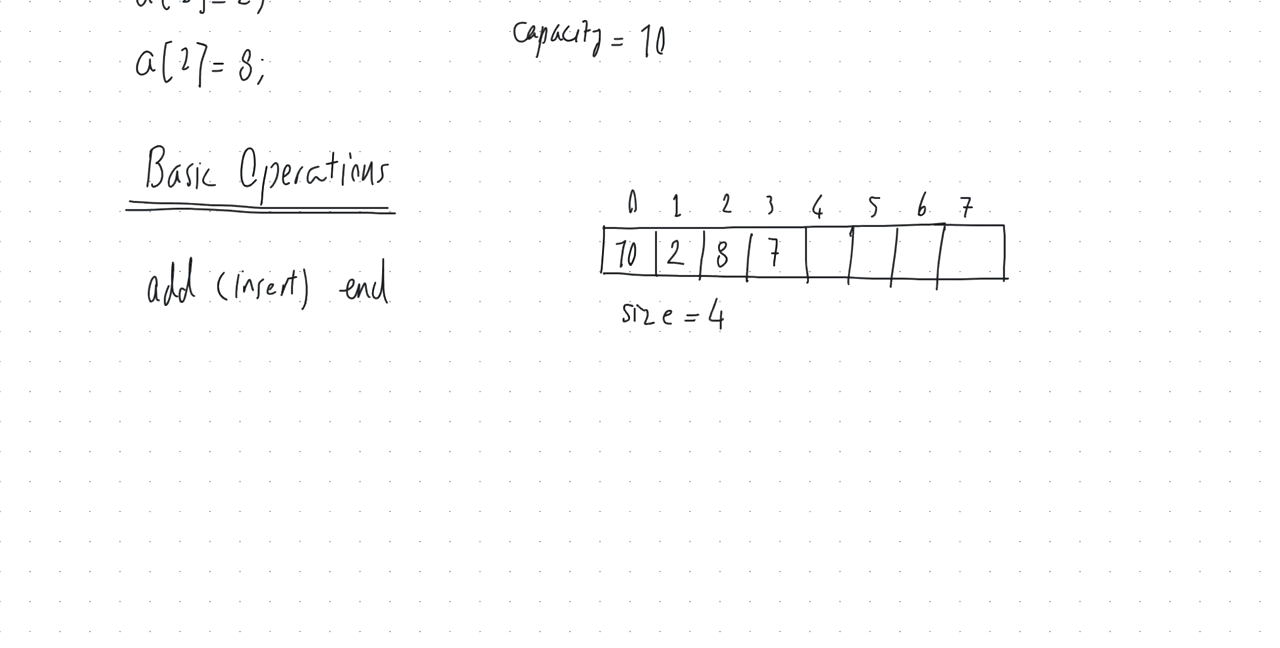 a[2]= 8;
Capacity = 10
Basic Operations
0 1 2 3 4 5 6 7
10 2 8 7
add (insert) end
size = 4